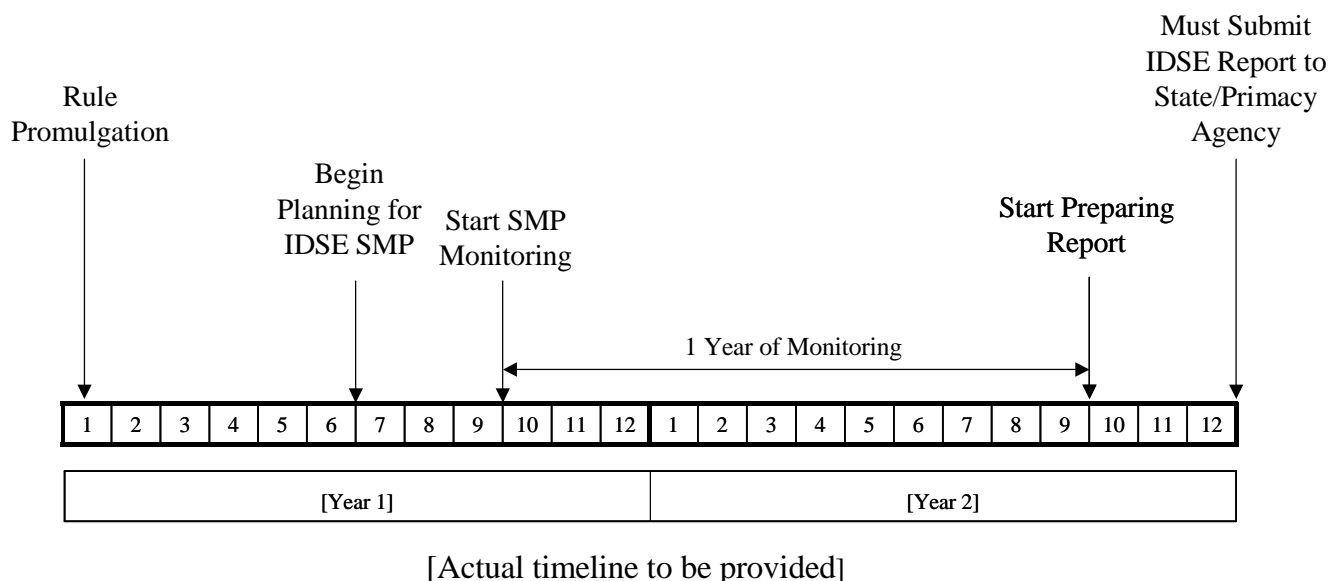 Rule
Promulgation
Begin
Planning for
IDSE SMP
Start SMP
Monitoring
Start Preparing
Report
Must Submit
IDSE Report to
State/Primacy
Agency
1 Year of Monitoring
1 2 3 4 5 6 7 8 9 10 11 12 1 2 3 4 5 6 7 8 9 10 11 12
[Year 1] [Year 2]
[Actual timeline to be provided]